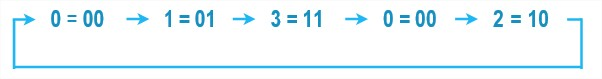 0 = 00 → 1 = 01 → 3 = 11 → 0 = 00 → 2 = 10